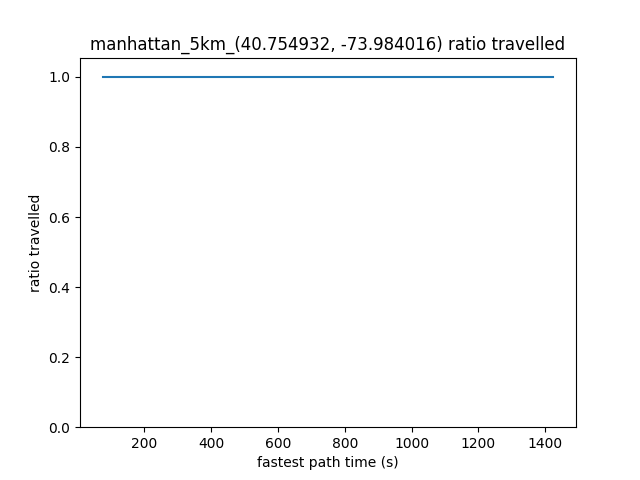 manhattan_5km_(40.754932, -73.984016) ratio travelled
1.0
0.8
0.6
0.4
0.2
0.0
ratio travelled
200 400 600 800 1000 1200 1400
fastest path time (s)